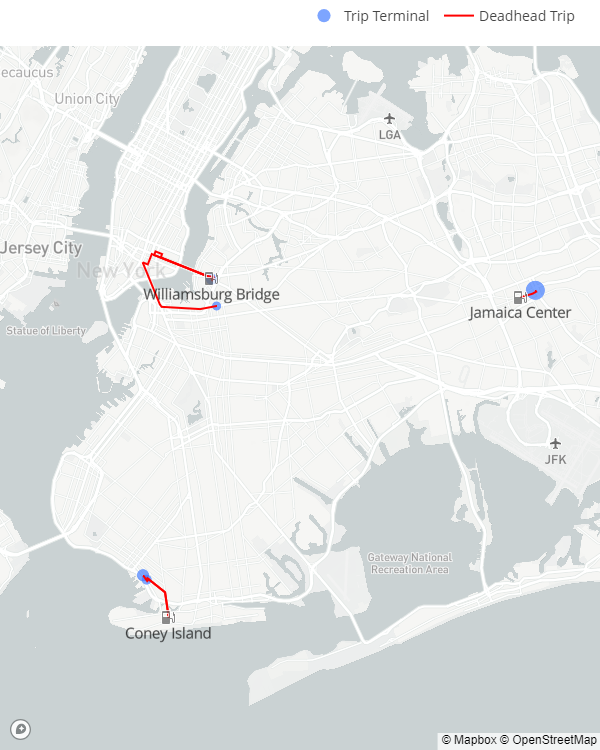 Trip Terminal
Deadhead Trip
ecaucus
Union City
LGA
Jersey City
New York
Williamsburg Bridge
Jamaica Center
Statue of Liberty
JFK
Gateway National
Recreation Area
Coney Island
© Mapbox © OpenStreetMap